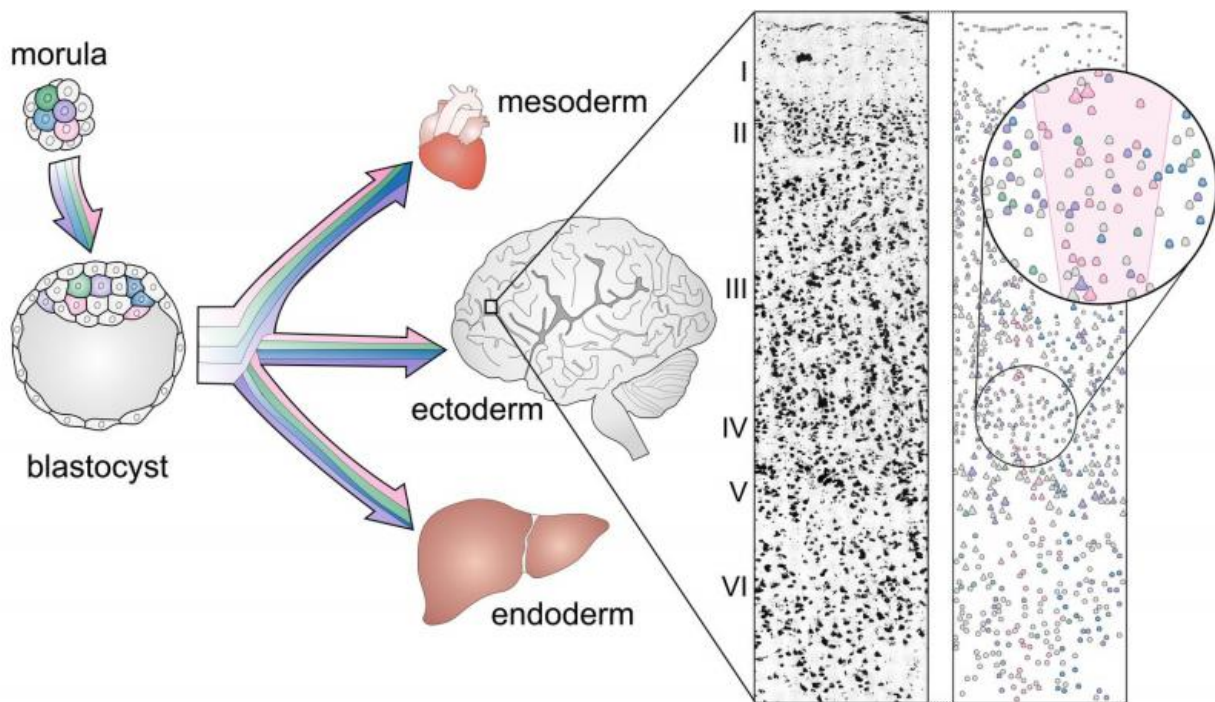 morula
blastocyst
mesoderm
ectoderm
endoderm
I
II
III
IV
V
VI